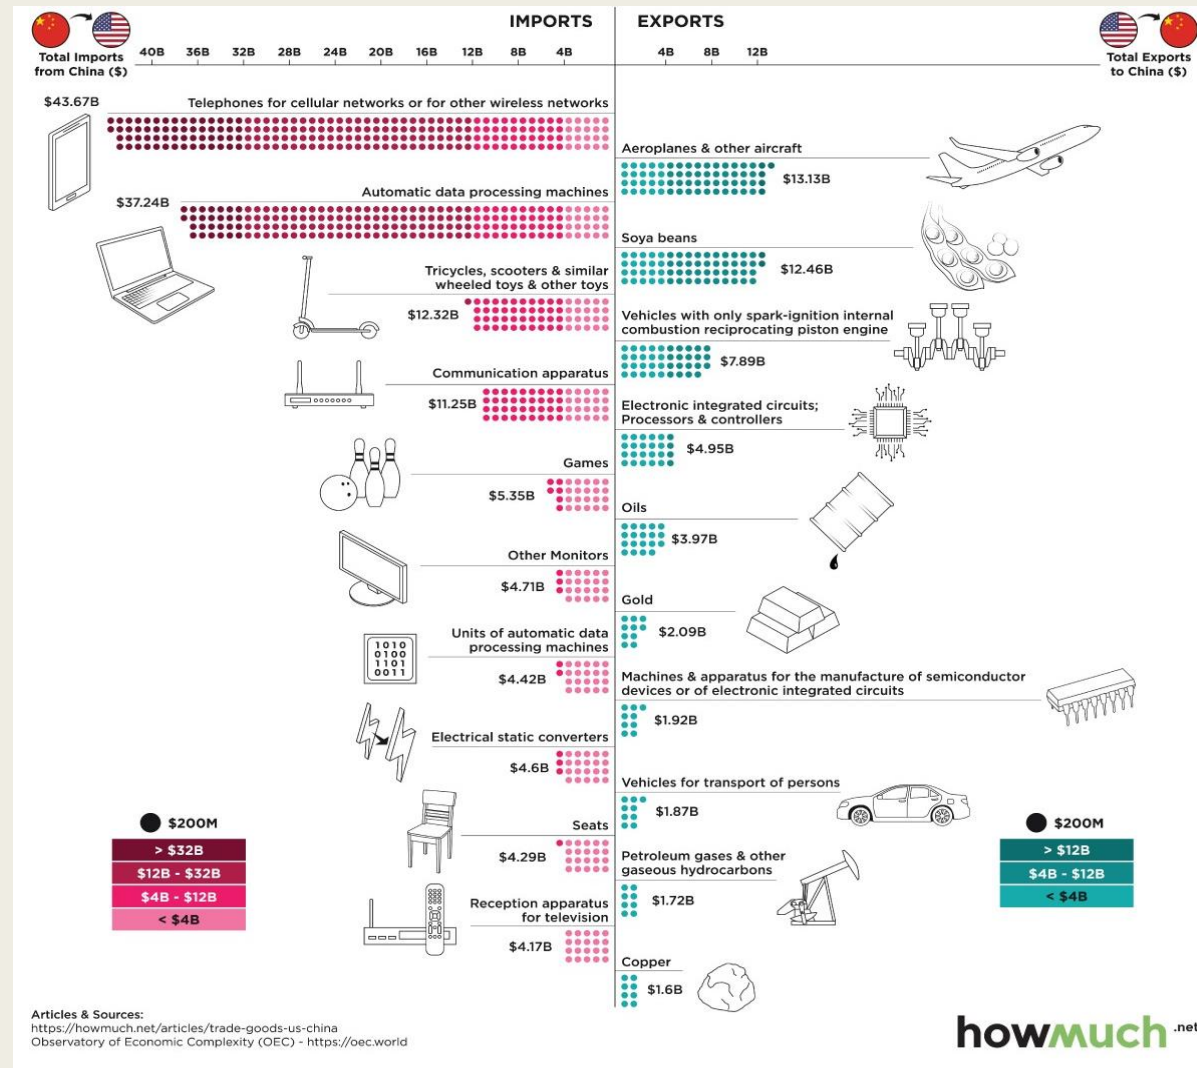 IMPORTS
EXPORTS
Total Imports
from China ($)
40B 36B 32B 28B 24B 20B 16B 12B 8B 4B
4B 8B 12B
Total Exports
to China ($)
$43.67B
Telephones for cellular networks or for other wireless networks
Aeroplanes & other aircraft
$13.13B
Automatic data processing machines
$37.24B
Soya beans
$12.46B
Tricycles, scooters & similar
wheeled toys & other toys
$12.32B
Vehicles with only spark-ignition internal
combustion reciprocating piston engine
$7.89B
Communication apparatus
$11.25B
Electronic integrated circuits;
Processors & controllers
$4.95B
Games
$5.35B
Oils
$3.97B
Other Monitors
$4.71B
Gold
$2.09B
Units of automatic data
processing machines
1010
0100
1101
0011
$4.42B
Machines & apparatus for the manufacture of semiconductor
devices or of electronic integrated circuits
$1.92B
Electrical static converters
$4.6B
Vehicles for transport of persons
$1.87B
Seats
$4.29B
Petroleum gases & other
gaseous hydrocarbons
$1.72B
Reception apparatus
for television
$4.17B
Copper
$1.6B
$200M
> $32B
$12B - $32B
$4B - $12B
< $4B
$200M
> $12B
$4B - $12B
< $4B
Articles & Sources:
https://howmuch.net/articles/trade-goods-us-china
Observatory of Economic Complexity (OEC) - https://oec.world
howmuch.net